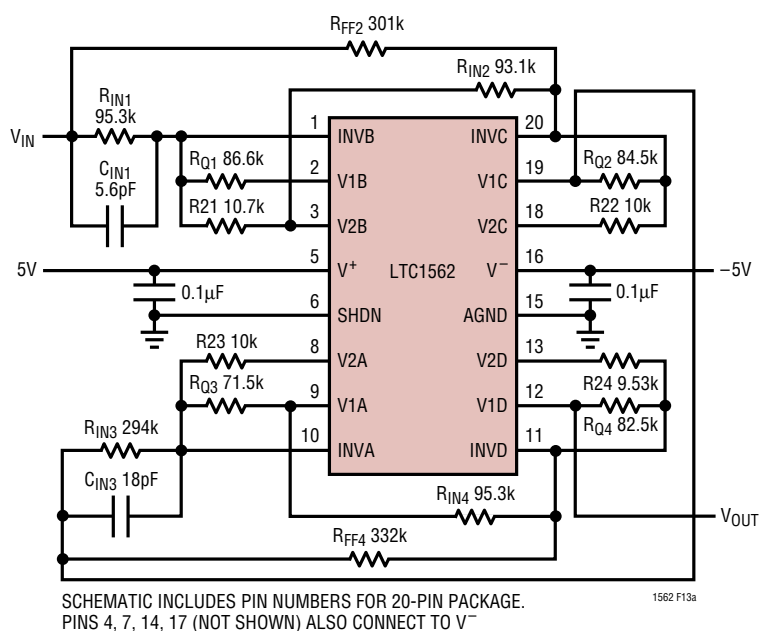 RFF2 301k
RIN2 93.1k
RIN1
95.3k
VIN
CIN1
5.6pF
RQ1 86.6k
R21 10.7k
1 INVB
2 V1B
3 V2B
5 V+
6 SHDN
8 V2A
9 V1A
10 INVA
LTC1562
20 INVC
19 V1C
18 V2C
16 V−
15 AGND
13 V2D
12 V1D
11 INVD
RQ2 84.5k
R22 10k
5V
0.1µF
−5V
0.1µF
R23 10k
RQ3 71.5k
R24 9.53k
RQ4 82.5k
RIN3 294k
CIN3 18pF
RIN4 95.3k
RFF4 332k
VOUT
SCHEMATIC INCLUDES PIN NUMBERS FOR 20-PIN PACKAGE.
PINS 4, 7, 14, 17 (NOT SHOWN) ALSO CONNECT TO V−
1562 F13a